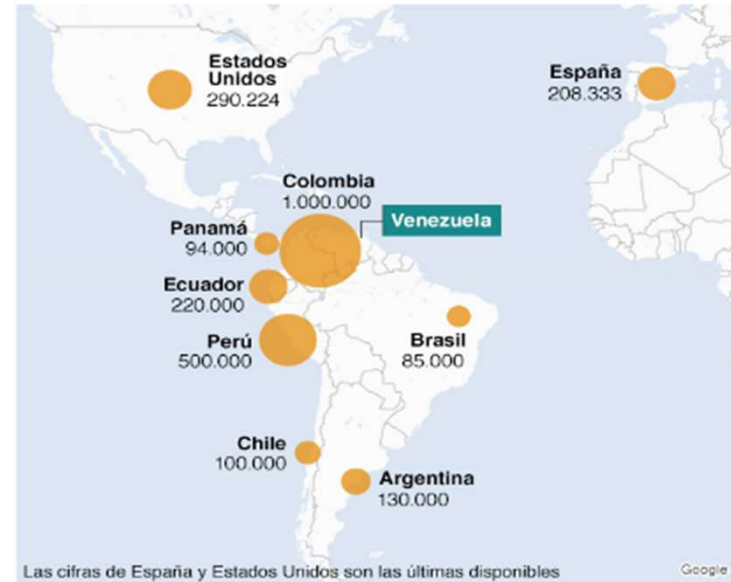 Estados
Unidos
290.224
España
208.333
Colombia
1.000.000
Venezuela
Panamá
94.000
Ecuador
220.000
Perú
500.000
Brasil
85.000
Chile
100.000
Argentina
130.000
Las cifras de España y Estados Unidos son las últimas disponibles
Google